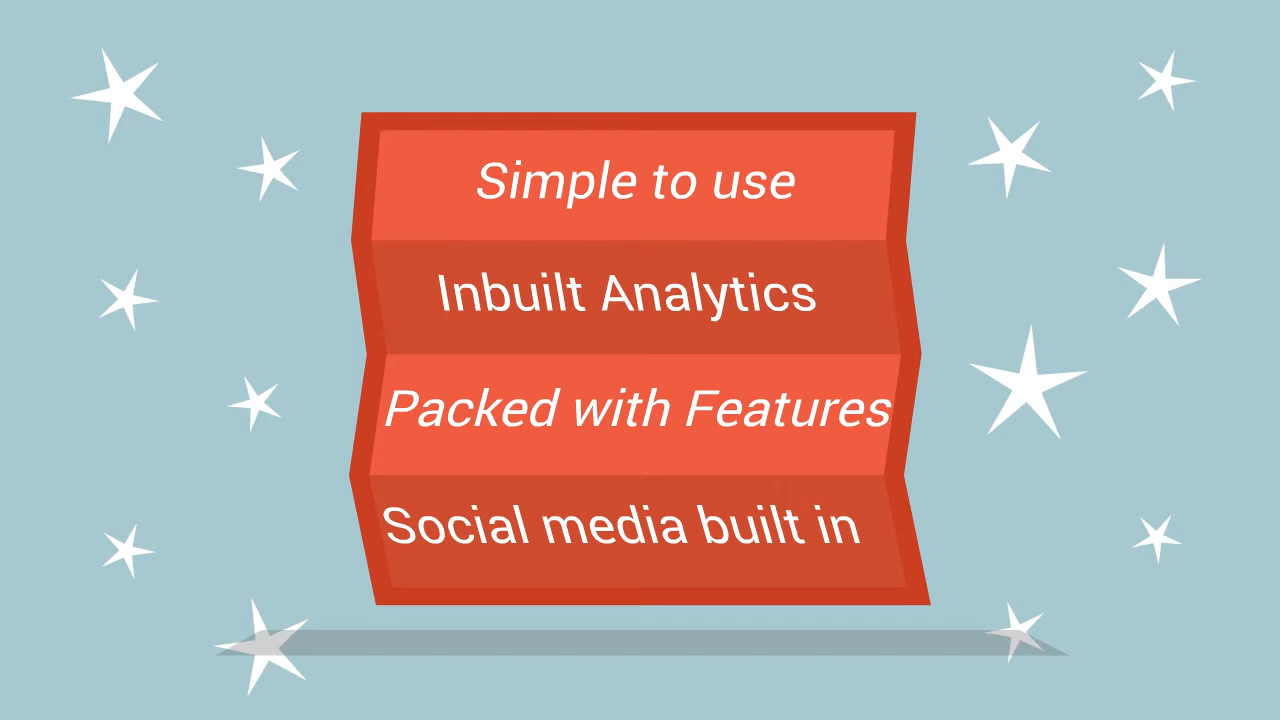 Simple to use
Inbuilt Analytics
Packed with Features
Social media built in